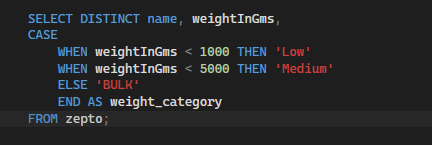 SELECT DISTINCT name, weightInGms,
CASE
    WHEN weightInGms < 1000 THEN 'Low'
    WHEN weightInGms < 5000 THEN 'Medium'
    ELSE 'BULK'
    END AS weight_category
FROM zepto;